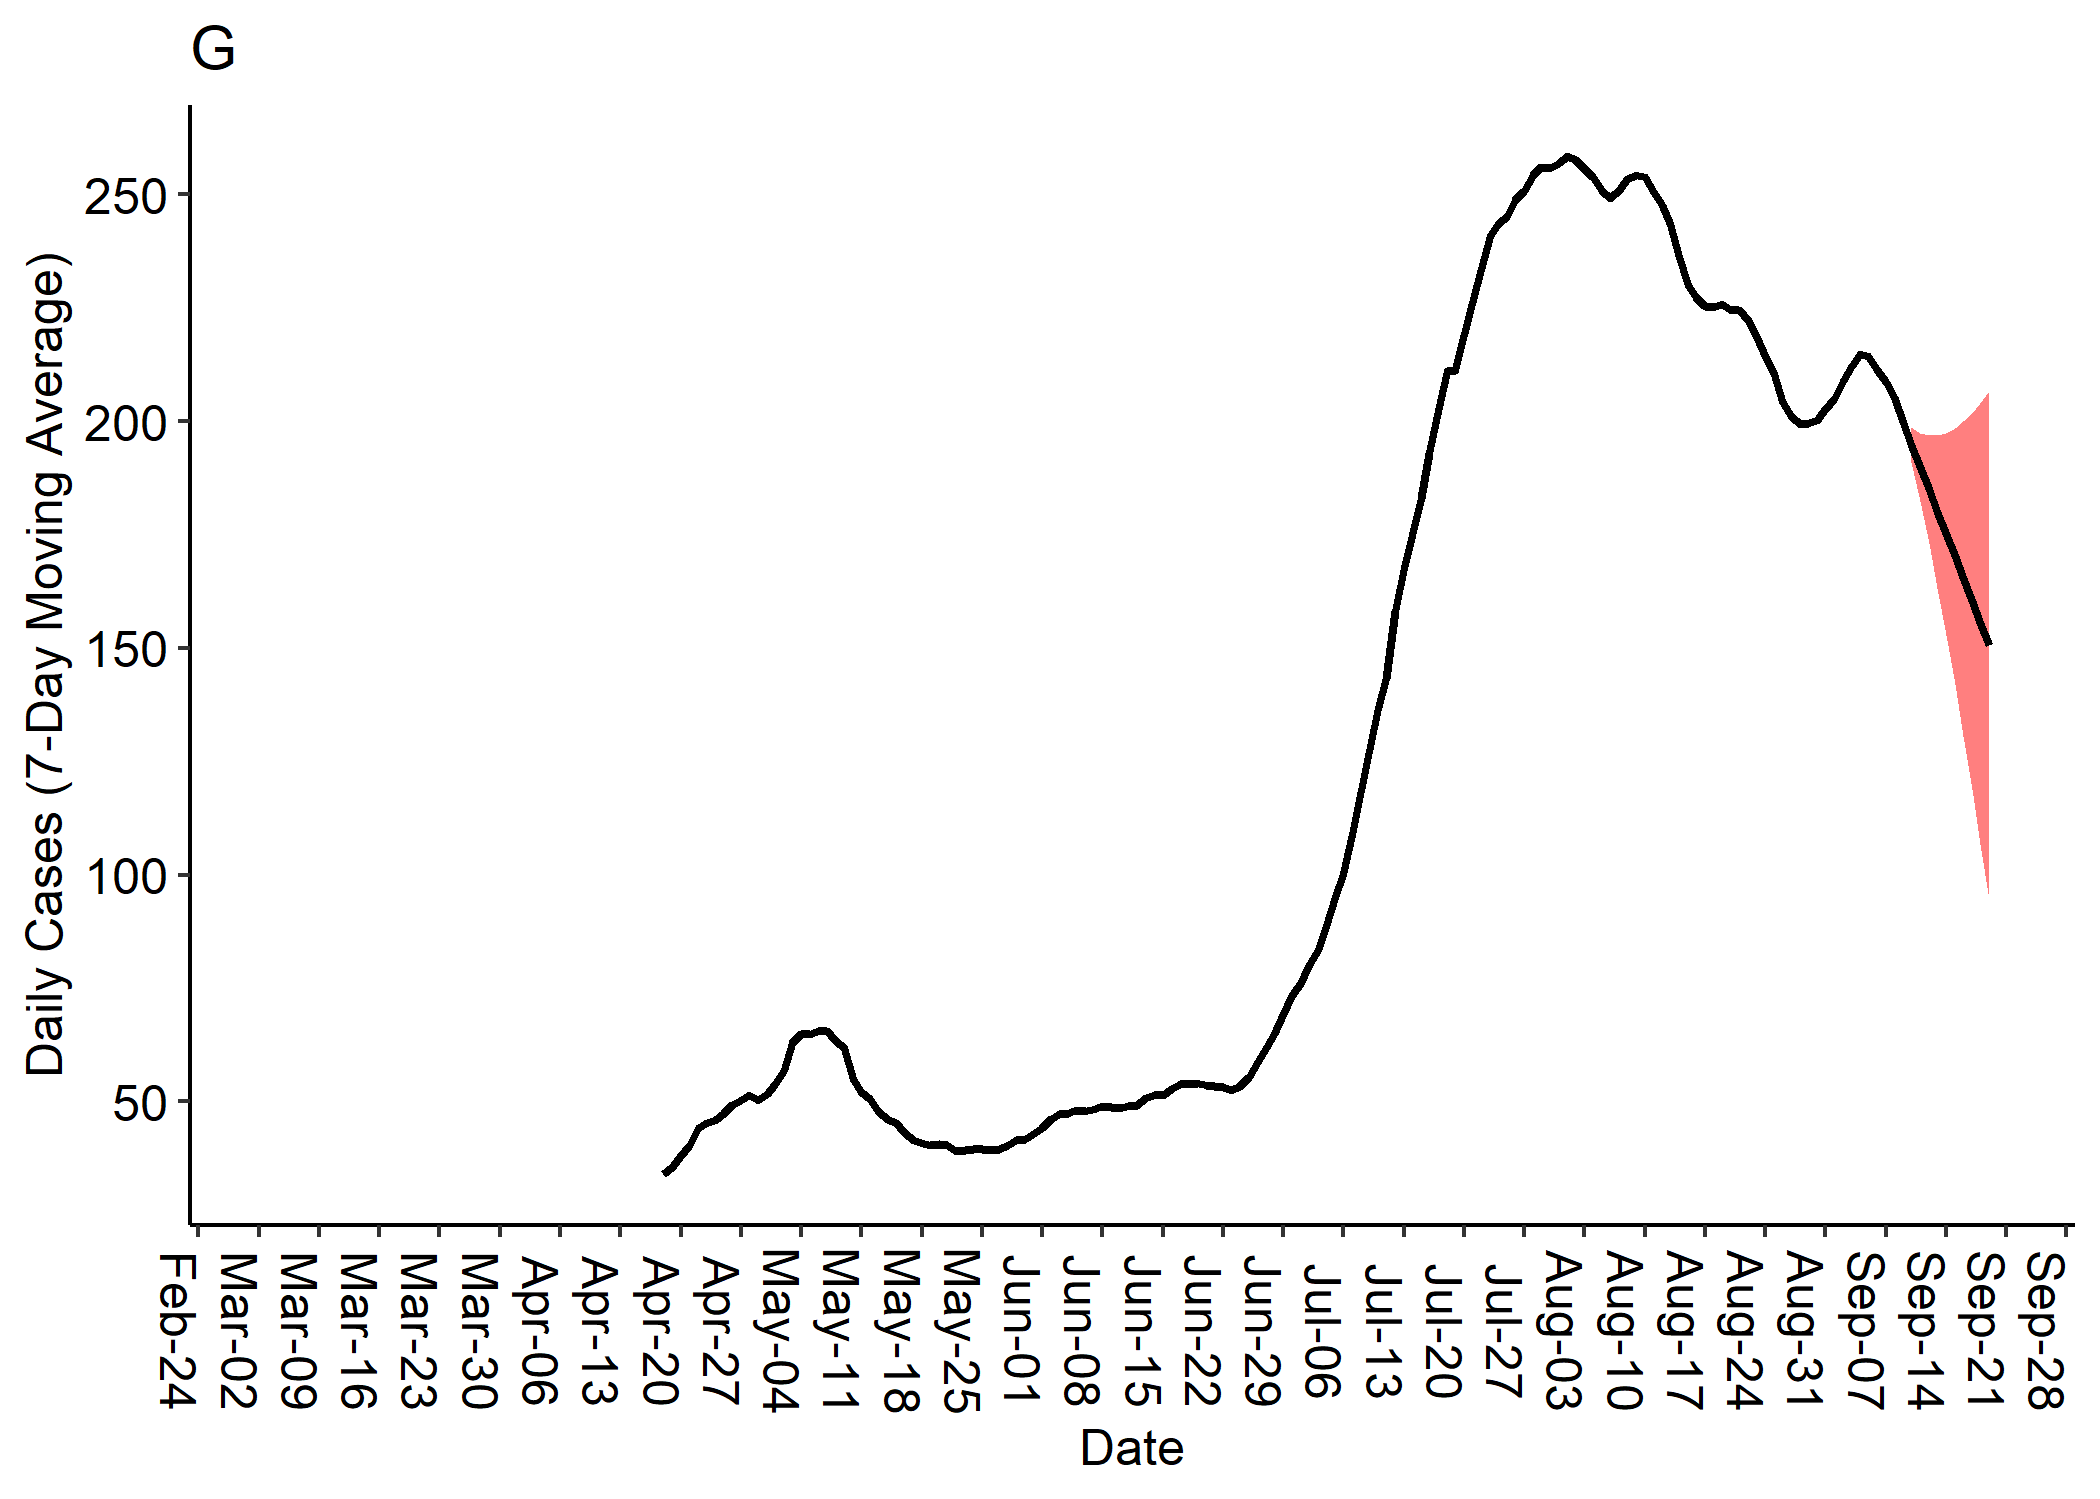 G
Daily Cases (7-Day Moving Average)
250
200
150
100
50
Feb-24
Mar-02
Mar-09
Mar-16
Mar-23
Mar-30
Apr-06
Apr-13
Apr-20
Apr-27
May-04
May-11
May-18
May-25
Jun-01
Jun-08
Jun-15
Jun-22
Jun-29
Jul-06
Jul-13
Jul-20
Jul-27
Aug-03
Aug-10
Aug-17
Aug-24
Aug-31
Sep-07
Sep-14
Sep-21
Sep-28
Date